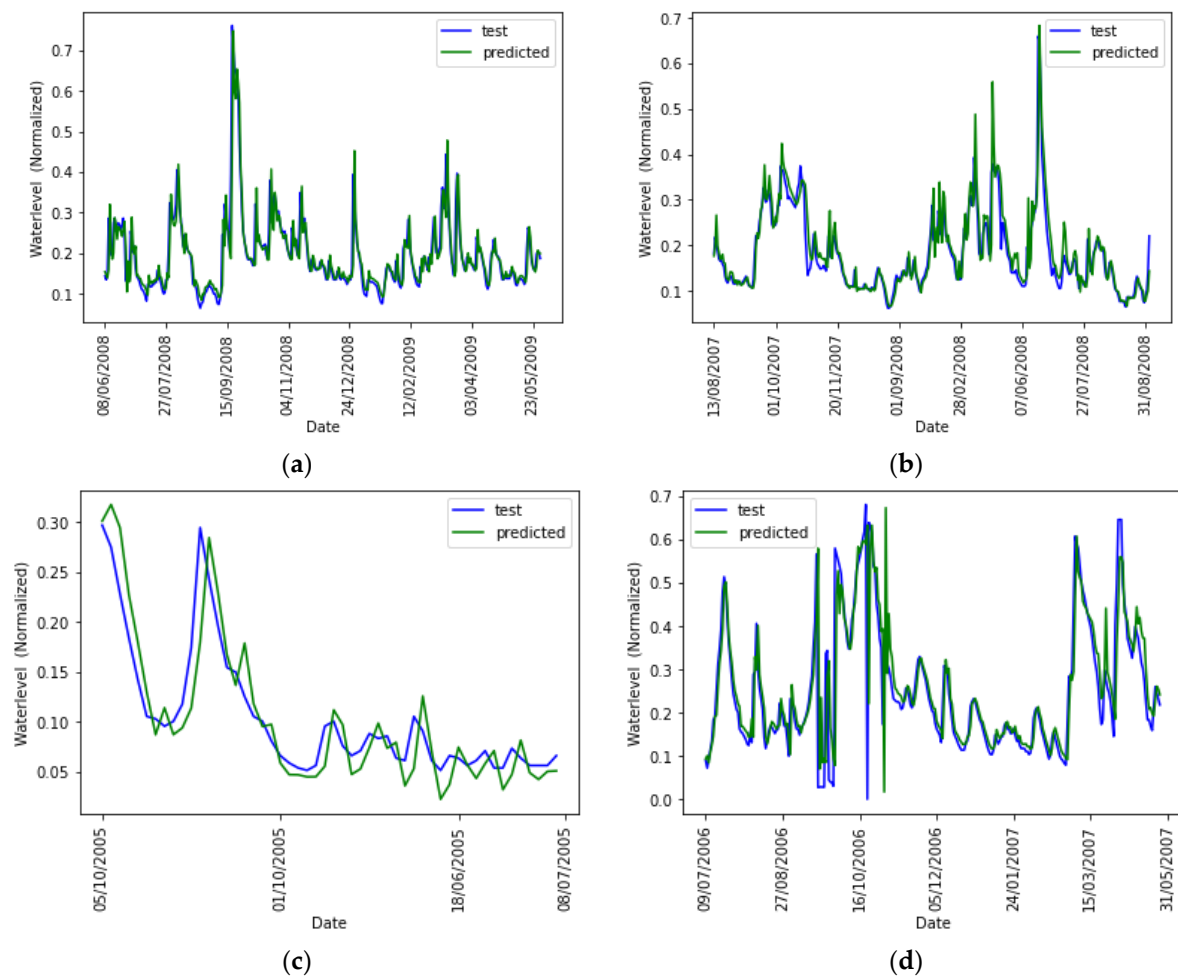 test
predicted
0.7
0.6
0.5
0.4
0.3
0.2
0.1
Waterlevel (Normalized)
08/06/2008
27/07/2008
15/09/2008
04/11/2008
24/12/2008
12/02/2009
03/04/2009
23/05/2009
Date
(a)
test
predicted
0.7
0.6
0.5
0.4
0.3
0.2
0.1
Waterlevel (Normalized)
13/08/2007
01/10/2007
20/11/2007
01/09/2008
28/02/2008
07/06/2008
27/07/2008
31/08/2008
Date
(b)
test
predicted
0.30
0.25
0.20
0.15
0.10
0.05
Waterlevel (Normalized)
05/10/2005
01/10/2005
18/06/2005
08/07/2005
Date
(c)
test
predicted
0.7
0.6
0.5
0.4
0.3
0.2
0.1
0.0
Waterlevel (Normalized)
09/07/2006
27/08/2006
16/10/2006
05/12/2006
24/01/2007
15/03/2007
31/05/2007
Date
(d)